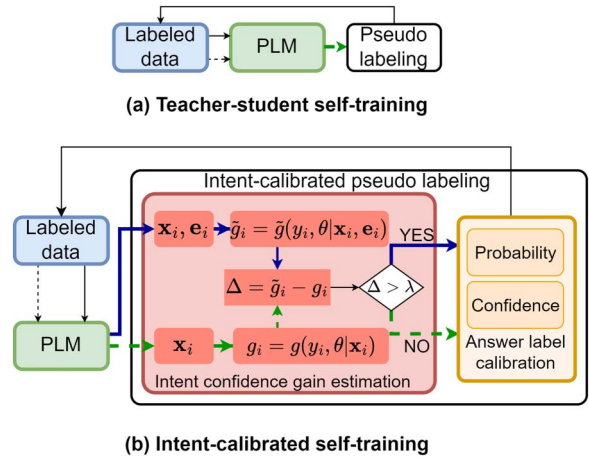 Labeled
data
PLM
Pseudo
labeling
(a) Teacher-student self-training
Intent-calibrated pseudo labeling
Labeled
data
PLM
𝐱ᵢ, 𝐞ᵢ
g̃ᵢ = g̃(yᵢ, θ|𝐱ᵢ, 𝐞ᵢ)
YES
Δ = g̃ᵢ − gᵢ
Δ > λ
𝐱ᵢ
gᵢ = g(yᵢ, θ|𝐱ᵢ)
NO
Intent confidence gain estimation
Probability
Confidence
Answer label
calibration
(b) Intent-calibrated self-training